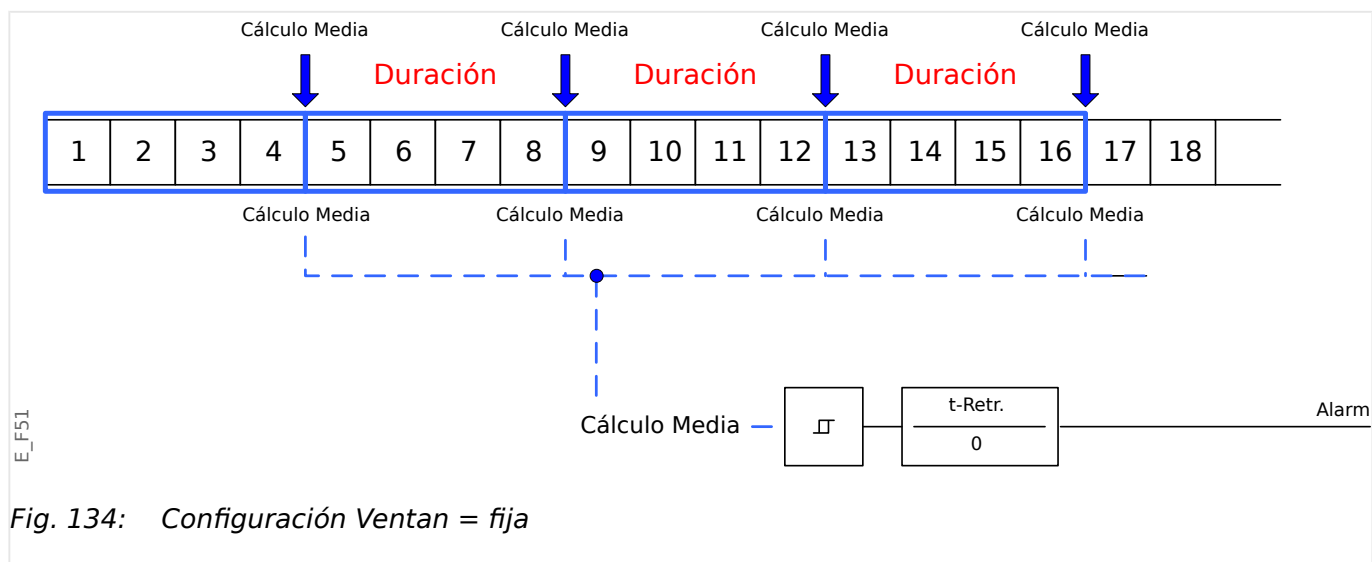 Cálculo Media Cálculo Media Cálculo Media Cálculo Media
Duración Duración Duración
1 2 3 4 5 6 7 8 9 10 11 12 13 14 15 16 17 18
Cálculo Media Cálculo Media Cálculo Media Cálculo Media
t-Retr.
Alarm
Cálculo Media
0
E_F51
Fig. 134: Configuración Ventan = fija